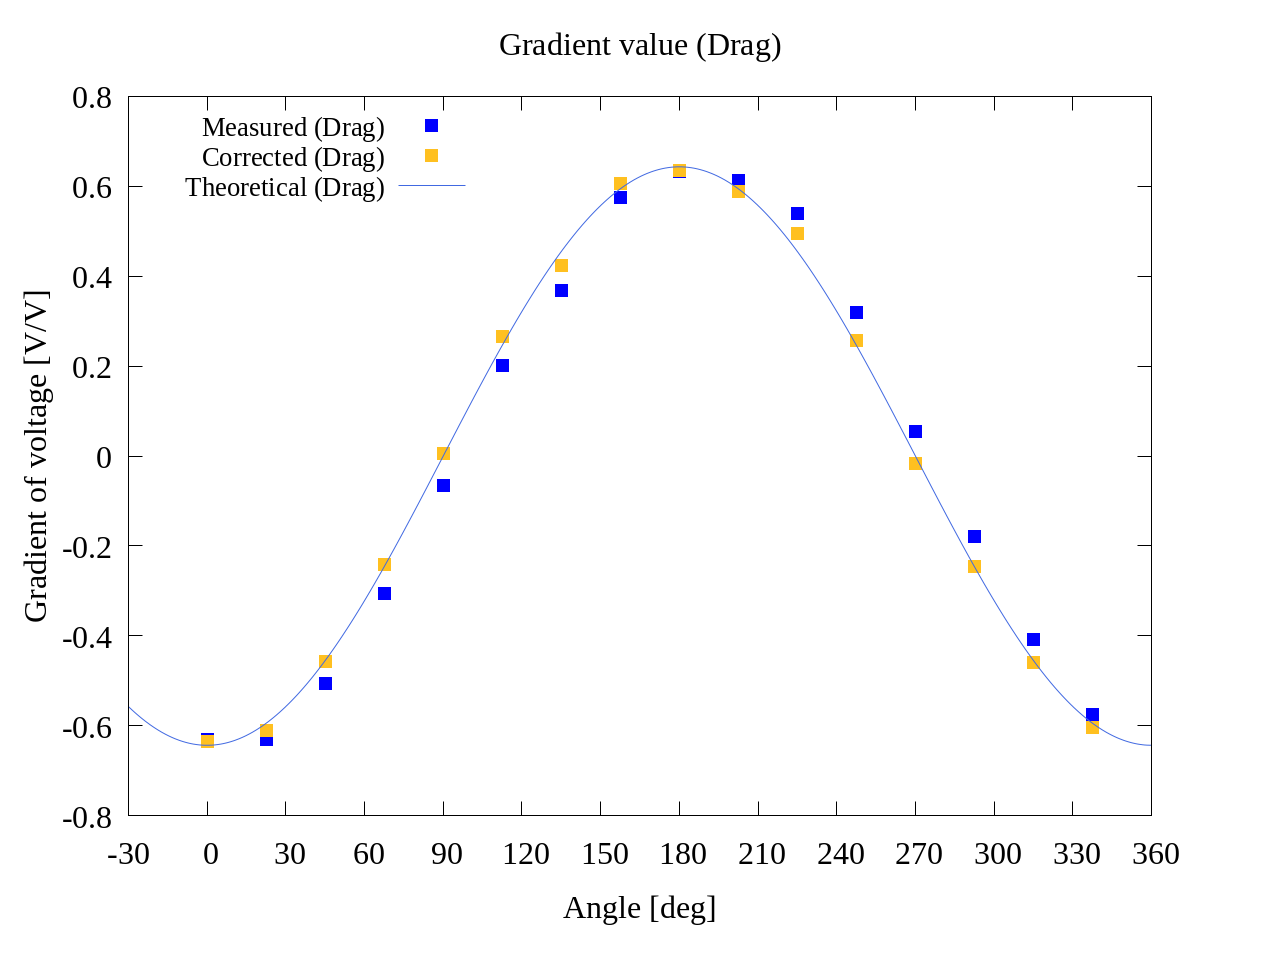 Gradient value (Drag)
Measured (Drag)
Corrected (Drag)
Theoretical (Drag)
0.8
0.6
0.4
0.2
0
-0.2
-0.4
-0.6
-0.8
Gradient of voltage [V/V]
-30 0 30 60 90 120 150 180 210 240 270 300 330 360
Angle [deg]